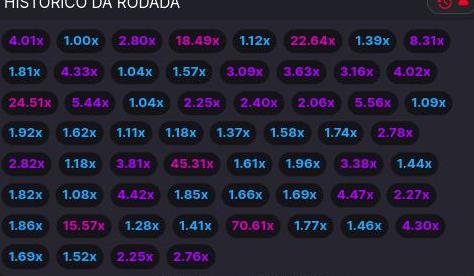 HISTÓRICO DA RODADA
4.01x 1.00x 2.80x 18.49x 1.12x 22.64x 1.39x 8.31x
1.81x 4.33x 1.04x 1.57x 3.09x 3.63x 3.16x 4.02x
24.51x 5.44x 1.04x 2.25x 2.40x 2.06x 5.56x 1.09x
1.92x 1.62x 1.11x 1.18x 1.37x 1.58x 1.74x 2.78x
2.82x 1.18x 3.81x 45.31x 1.61x 1.96x 3.38x 1.44x
1.82x 1.08x 4.42x 1.85x 1.66x 1.69x 4.47x 2.27x
1.86x 15.57x 1.28x 1.41x 70.61x 1.77x 1.46x 4.30x
1.69x 1.52x 2.25x 2.76x